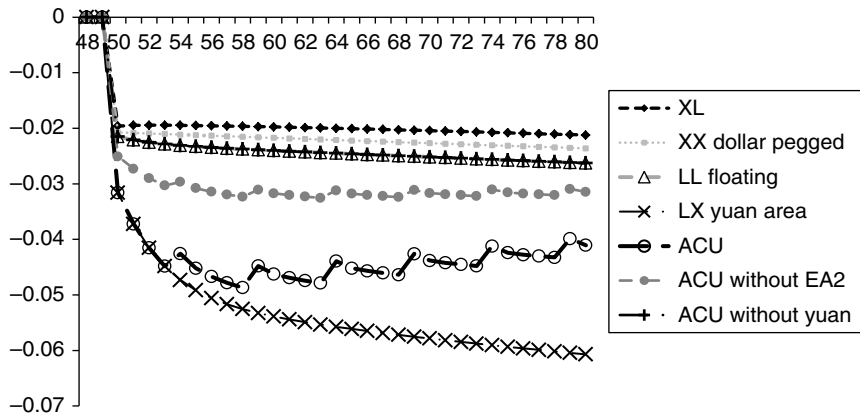 0
48 50 52 54 56 58 60 62 64 66 68 70 72 74 76 78 80
−0.01
−0.02
−0.03
−0.04
−0.05
−0.06
−0.07
XL
XX dollar pegged
LL floating
LX yuan area
ACU
ACU without EA2
ACU without yuan